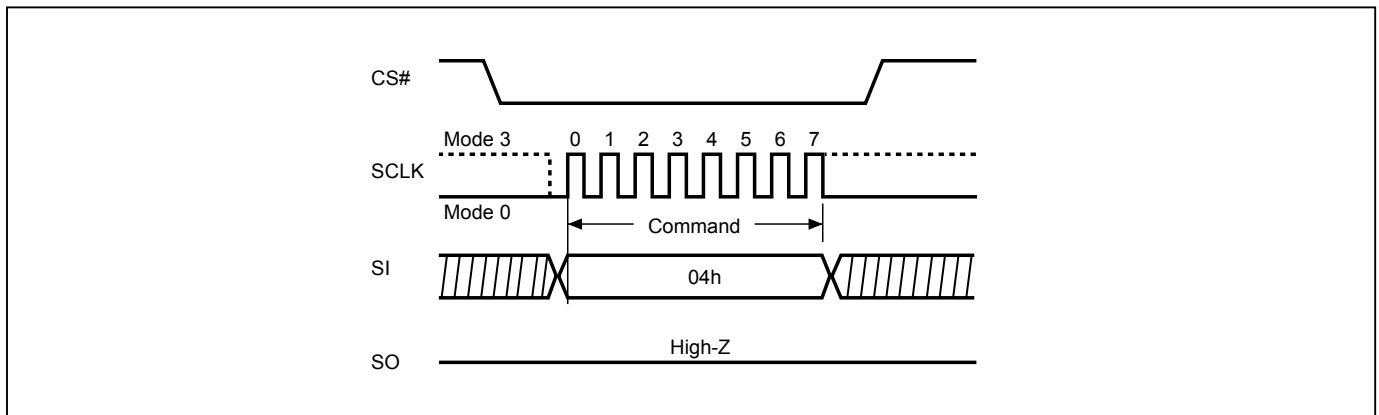 CS#
Mode 3 0 1 2 3 4 5 6 7
SCLK
Mode 0
Command
SI
04h
High-Z
SO